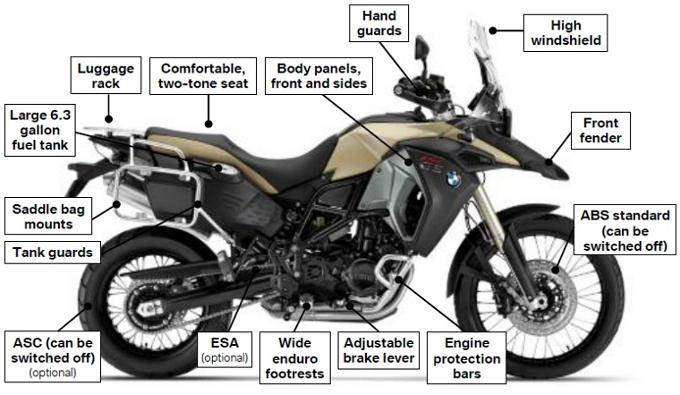 Hand
guards
High
windshield
Luggage
rack
Comfortable,
two-tone seat
Body panels,
front and sides
Large 6.3
gallon
fuel tank
Front
fender
GS
Saddle bag
mounts
ABS standard
(can be
switched off)
Tank guards
ASC (can be
switched off)
(optional)
ESA
(optional)
Wide
enduro
footrests
Adjustable
brake lever
Engine
protection
bars